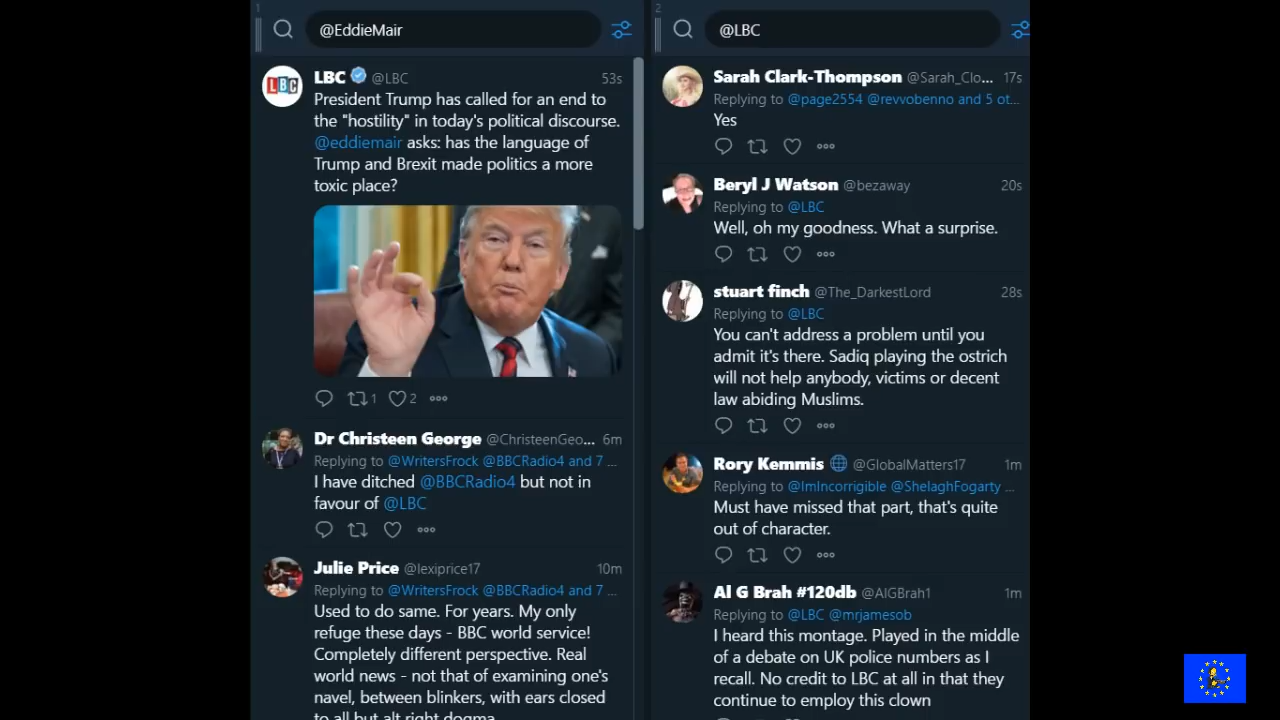 1
@EddieMair
LBC @LBC 53s
President Trump has called for an end to
the "hostility" in today's political discourse.
@eddiemair asks: has the language of
Trump and Brexit made politics a more
toxic place?
1 2
Dr Christeen George @ChristeenGeo... 6m
Replying to @WritersFrock @BBCRadio4 and 7 ...
I have ditched @BBCRadio4 but not in
favour of @LBC
Julie Price @lexiprice17 10m
Replying to @WritersFrock @BBCRadio4 and 7 ...
Used to do same. For years. My only
refuge these days - BBC world service!
Completely different perspective. Real
world news - not that of examining one's
navel, between blinkers, with ears closed
to all but alt right dogma
2
@LBC
Sarah Clark-Thompson @Sarah_Clo... 17s
Replying to @page2554 @revvobenno and 5 ot...
Yes
Beryl J Watson @bezaway 20s
Replying to @LBC
Well, oh my goodness. What a surprise.
stuart finch @The_DarkestLord 28s
Replying to @LBC
You can't address a problem until you
admit it's there. Sadiq playing the ostrich
will not help anybody, victims or decent
law abiding Muslims.
Rory Kemmis @GlobalMatters17 1m
Replying to @ImIncorrigible @ShelaghFogarty ...
Must have missed that part, that's quite
out of character.
Al G Brah #120db @AlGBrah1 1m
Replying to @LBC @mrjamesob
I heard this montage. Played in the middle
of a debate on UK police numbers as I
recall. No credit to LBC at all in that they
continue to employ this clown
LBC